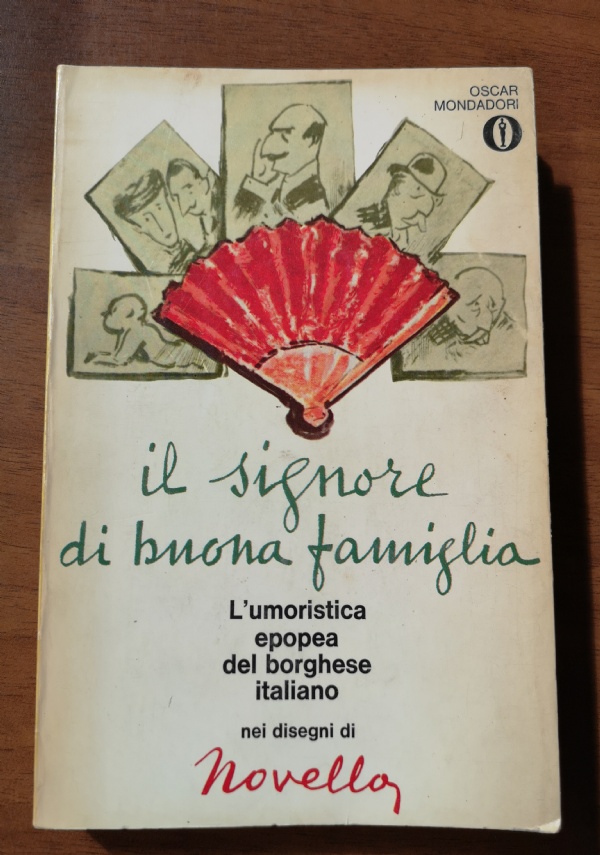 OSCAR
MONDADORI
il signore
di buona famiglia
L'umoristica
epopea
del borghese
italiano
nei disegni di
Novello